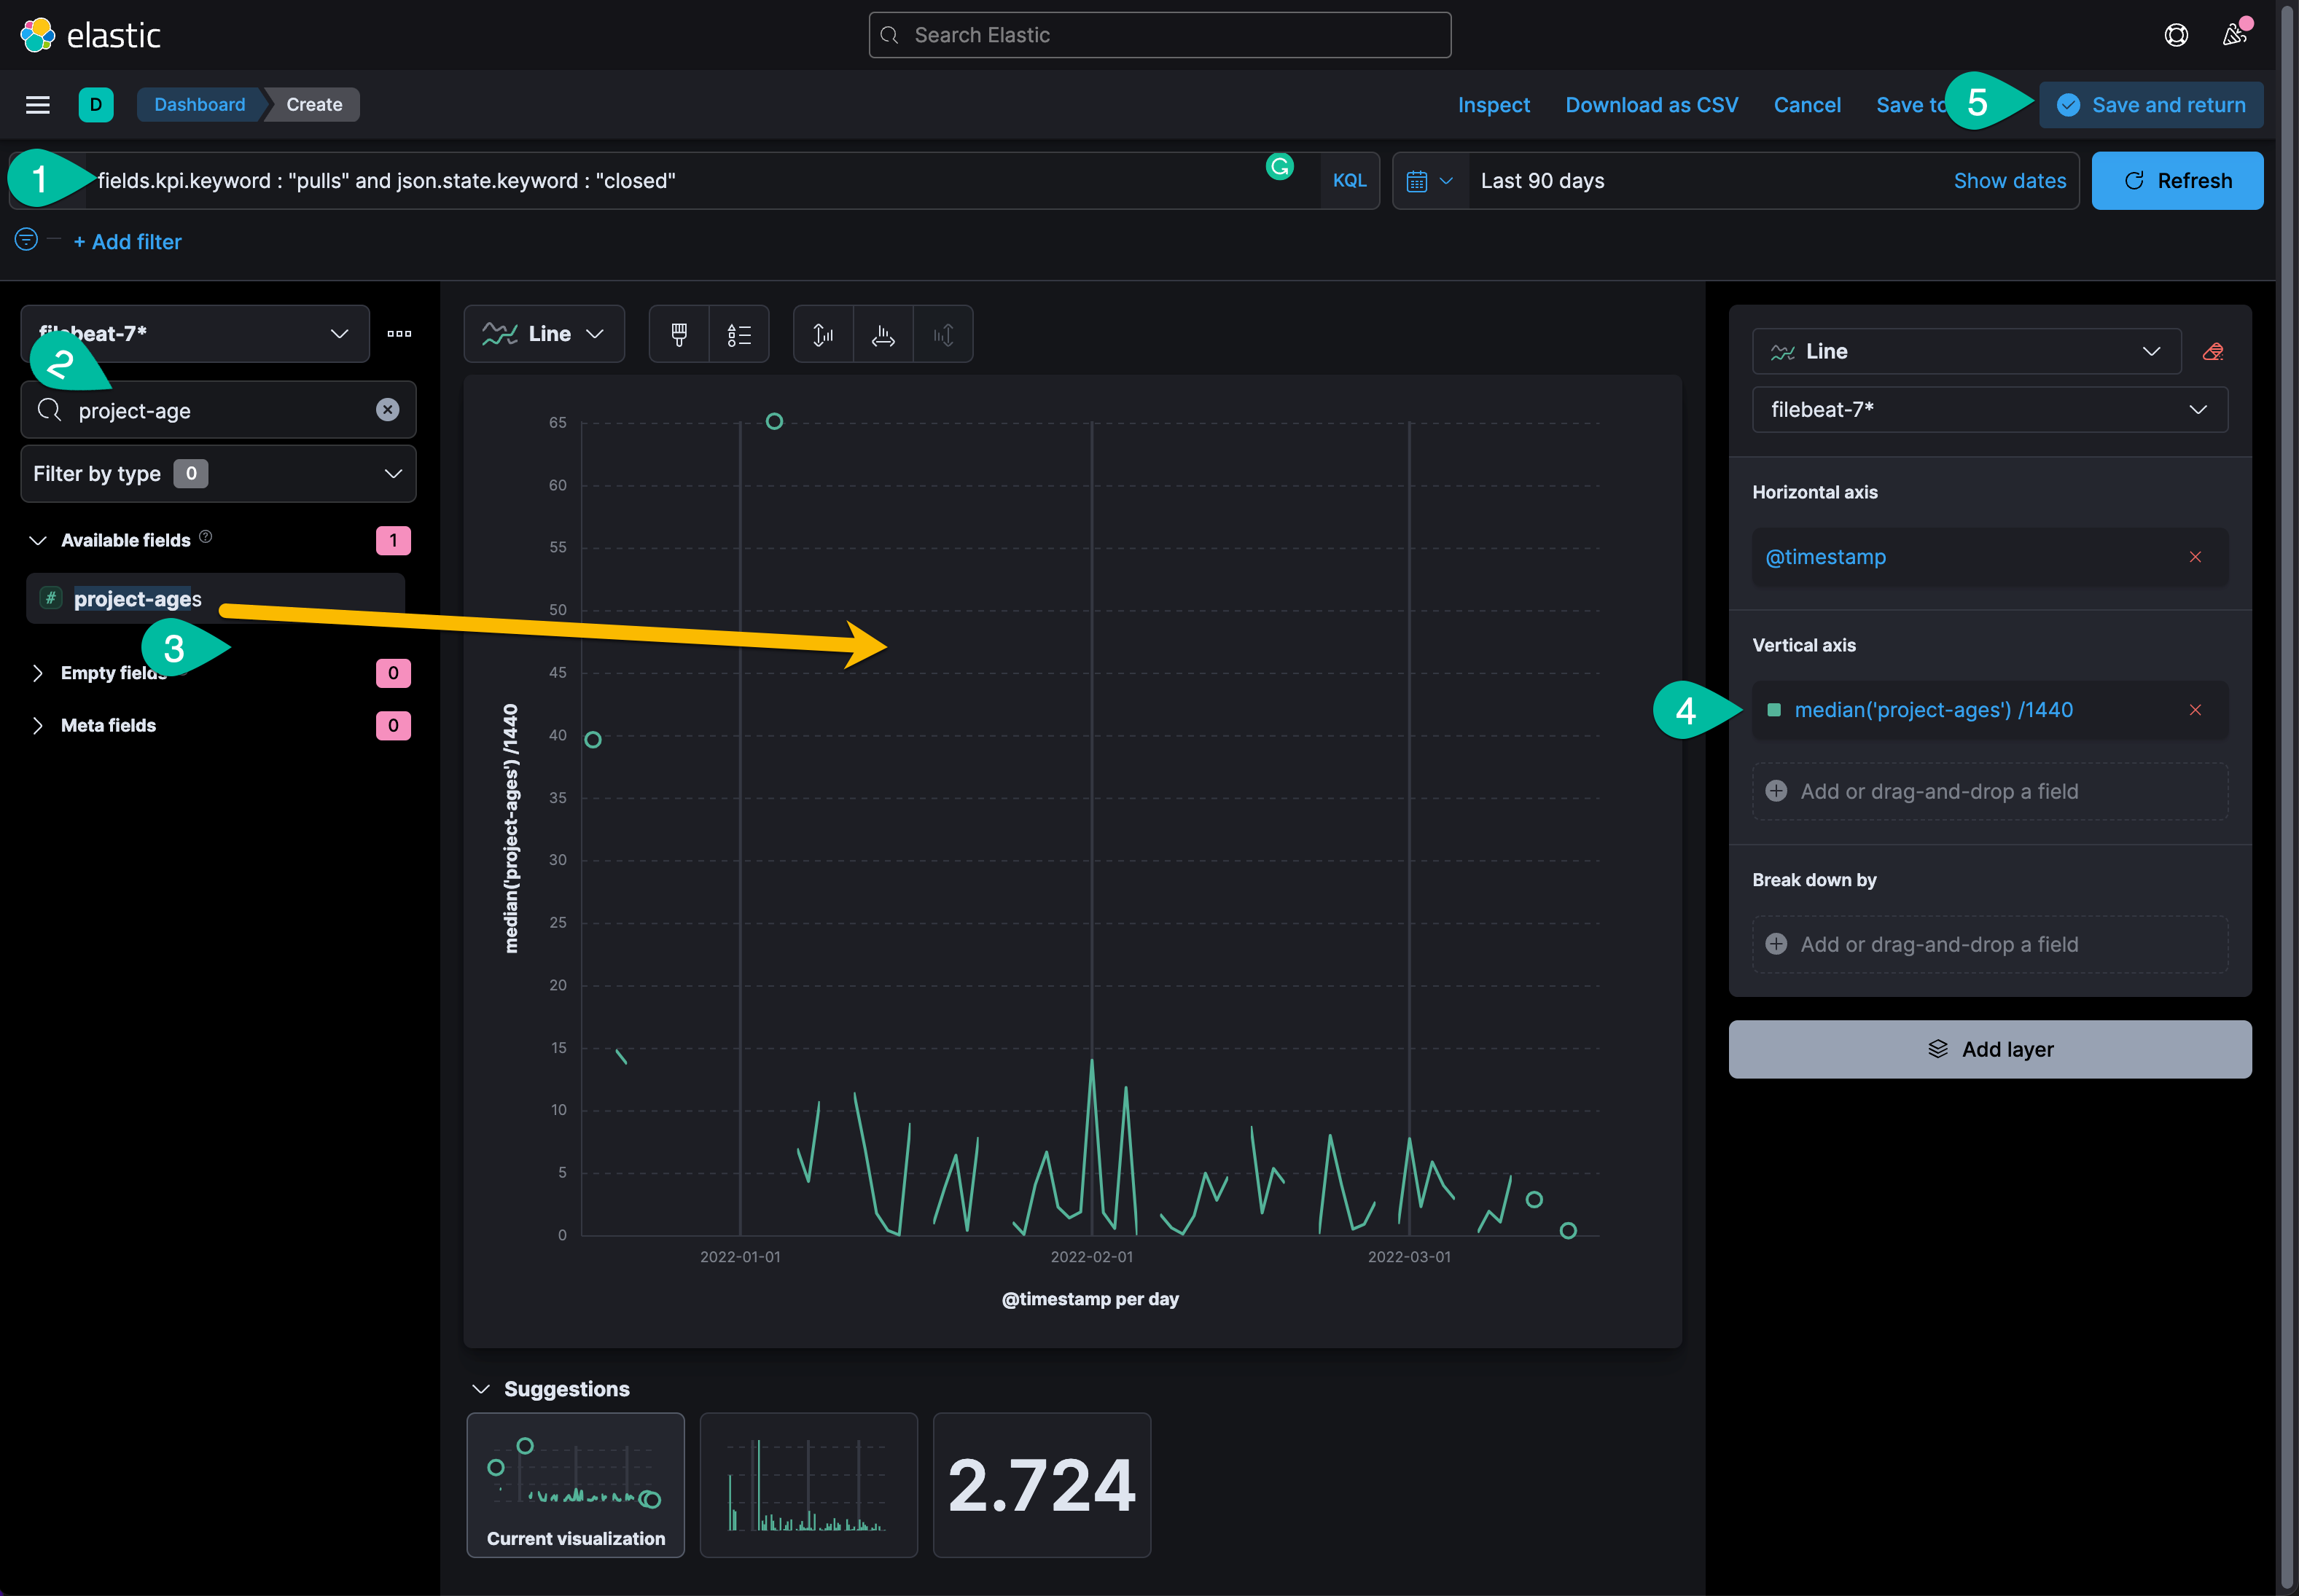 elastic
Search Elastic
D
Dashboard
Create
Inspect
Download as CSV
Cancel
Save to
5
Save and return
1
fields.kpi.keyword : "pulls" and json.state.keyword : "closed"
G
KQL
Last 90 days
Show dates
Refresh
+ Add filter
filebeat-7*
2
project-age
Filter by type 0
Available fields 1
# project-ages
3
Empty fields 0
Meta fields 0
Line
65
60
55
50
45
40
35
30
25
20
15
10
5
0
median('project-ages') /1440
2022-01-01
2022-02-01
2022-03-01
@timestamp per day
Suggestions
Current visualization
2.724
Line
filebeat-7*
Horizontal axis
@timestamp
Vertical axis
4
median('project-ages') /1440
Add or drag-and-drop a field
Break down by
Add or drag-and-drop a field
Add layer